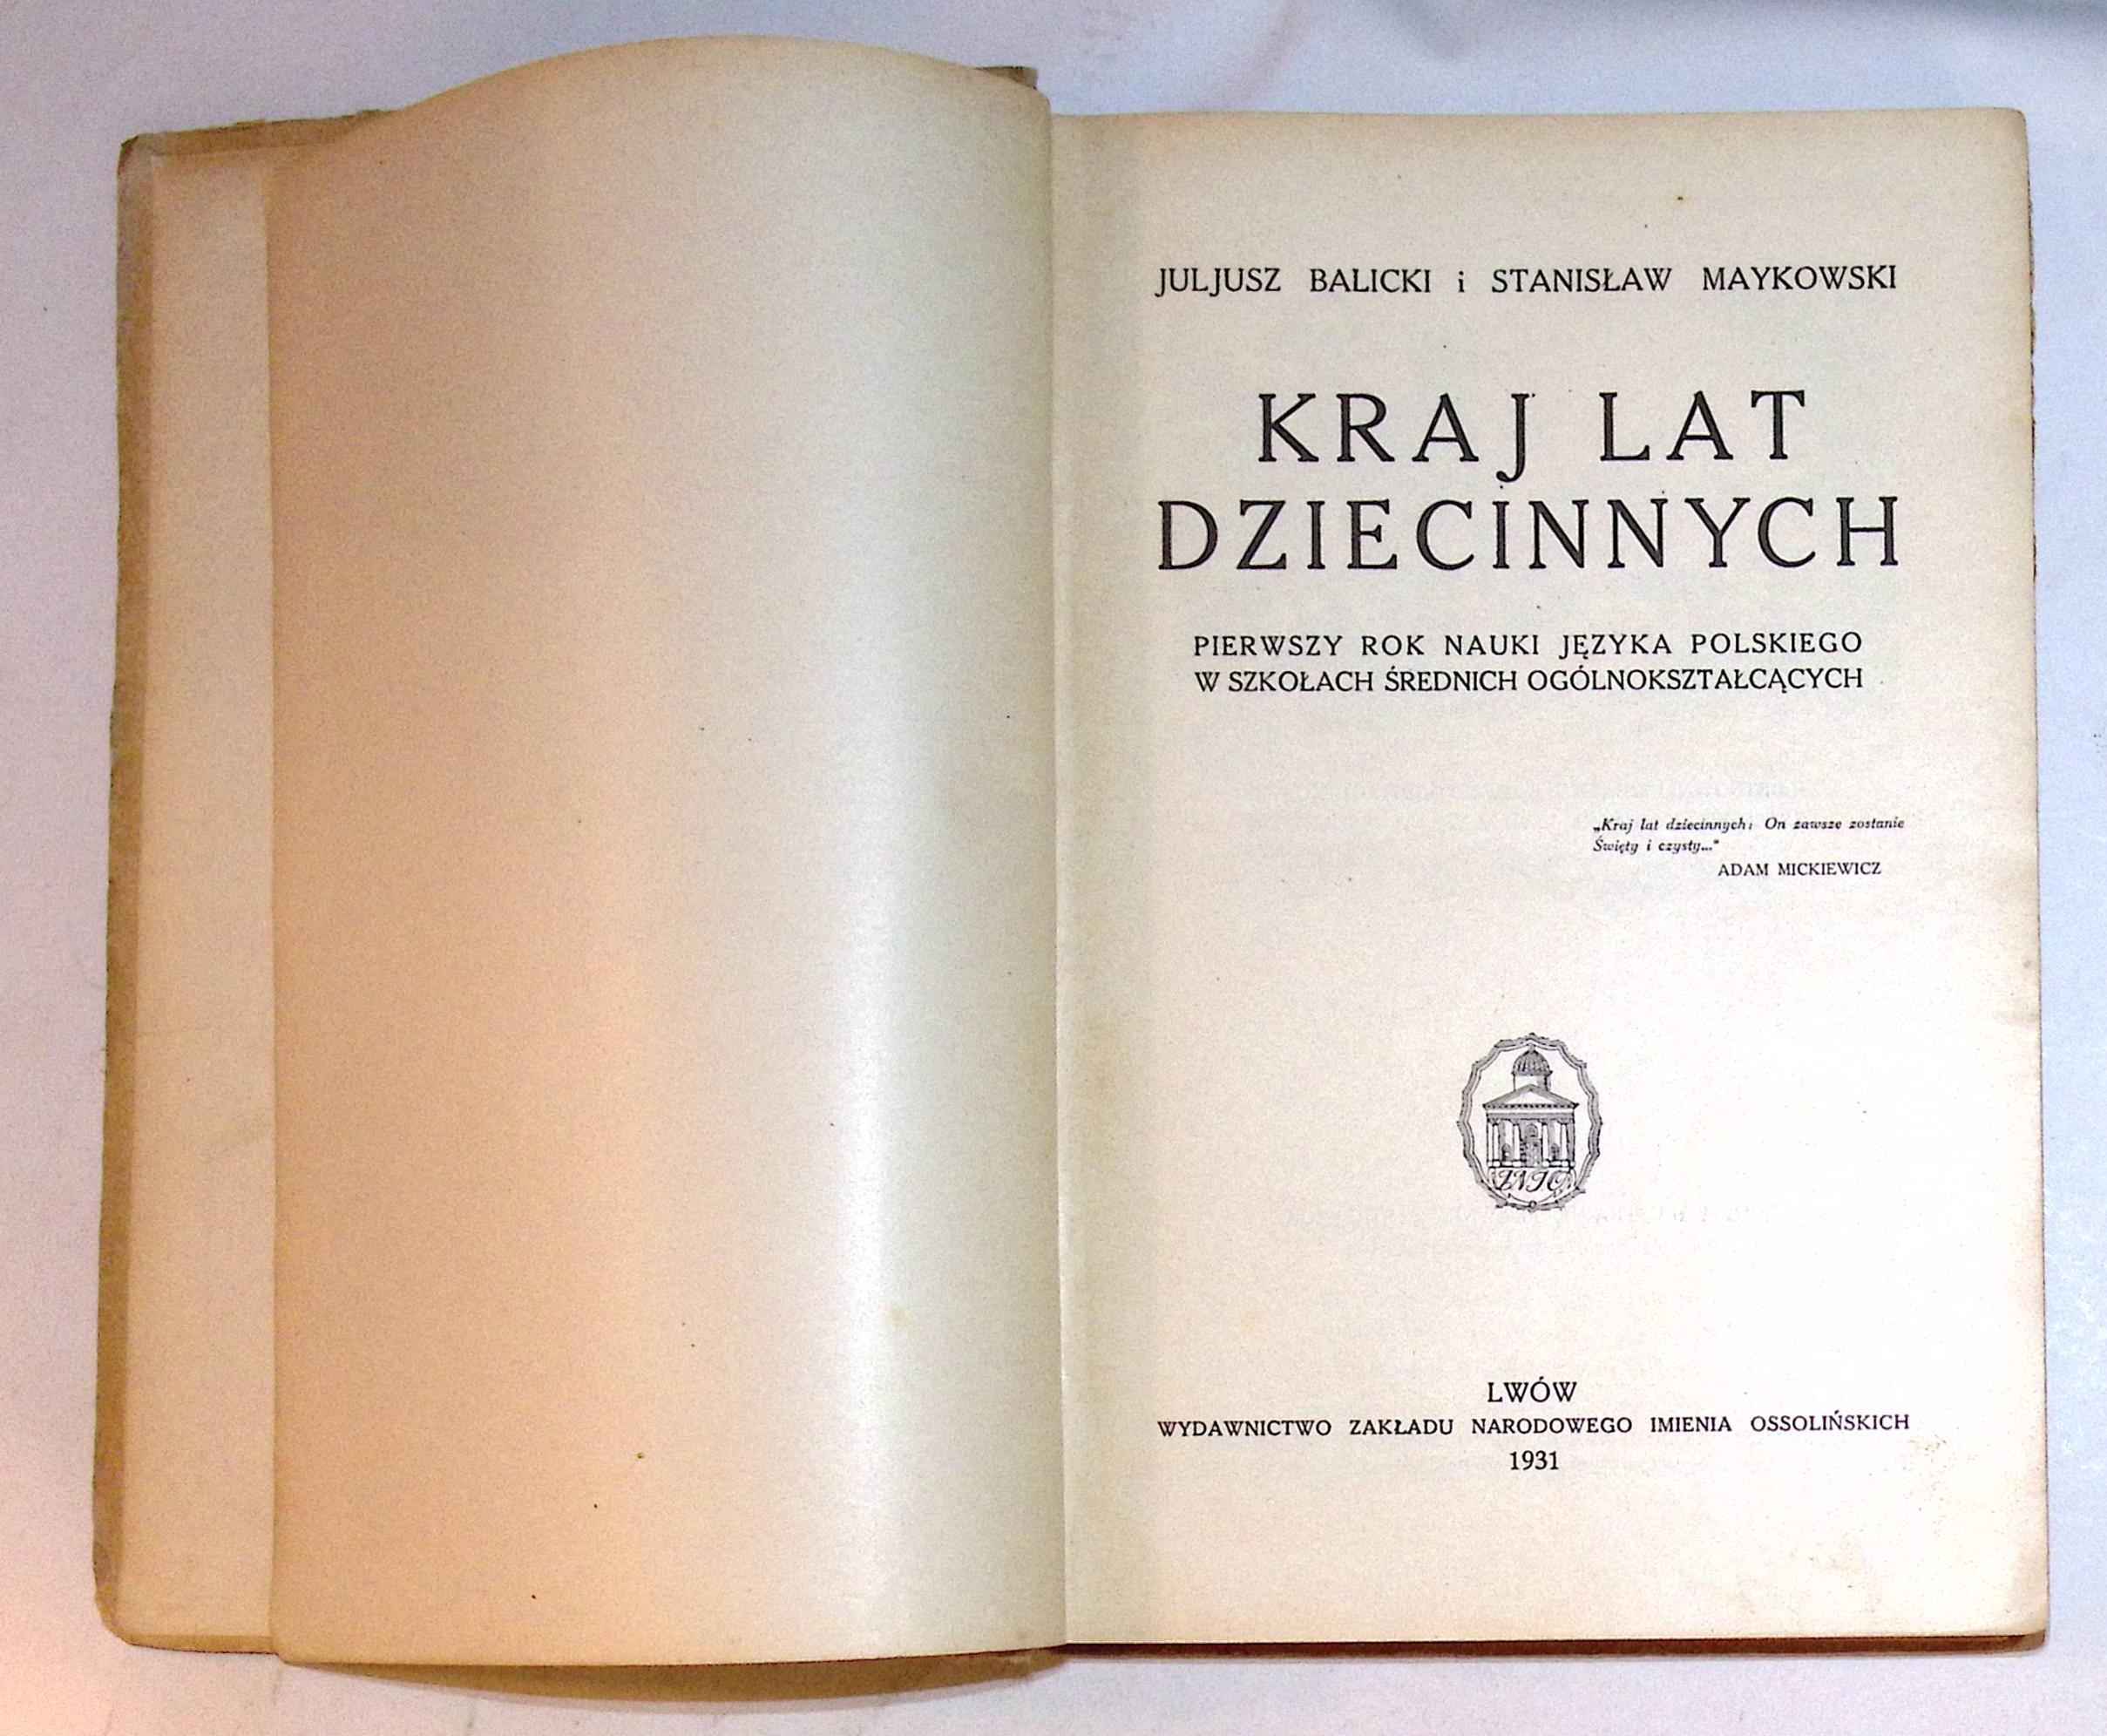 JULJUSZ BALICKI i STANISŁAW MAYKOWSKI
KRAJ LAT
DZIECINNYCH
PIERWSZY ROK NAUKI JĘZYKA POLSKIEGO
W SZKOŁACH ŚREDNICH OGÓLNOKSZTAŁCĄCYCH
„Kraj lat dziecinnych: On zawsze zostanie
Święty i czysty..."
ADAM MICKIEWICZ
LWÓW
WYDAWNICTWO ZAKŁADU NARODOWEGO IMIENIA OSSOLIŃSKICH
1931